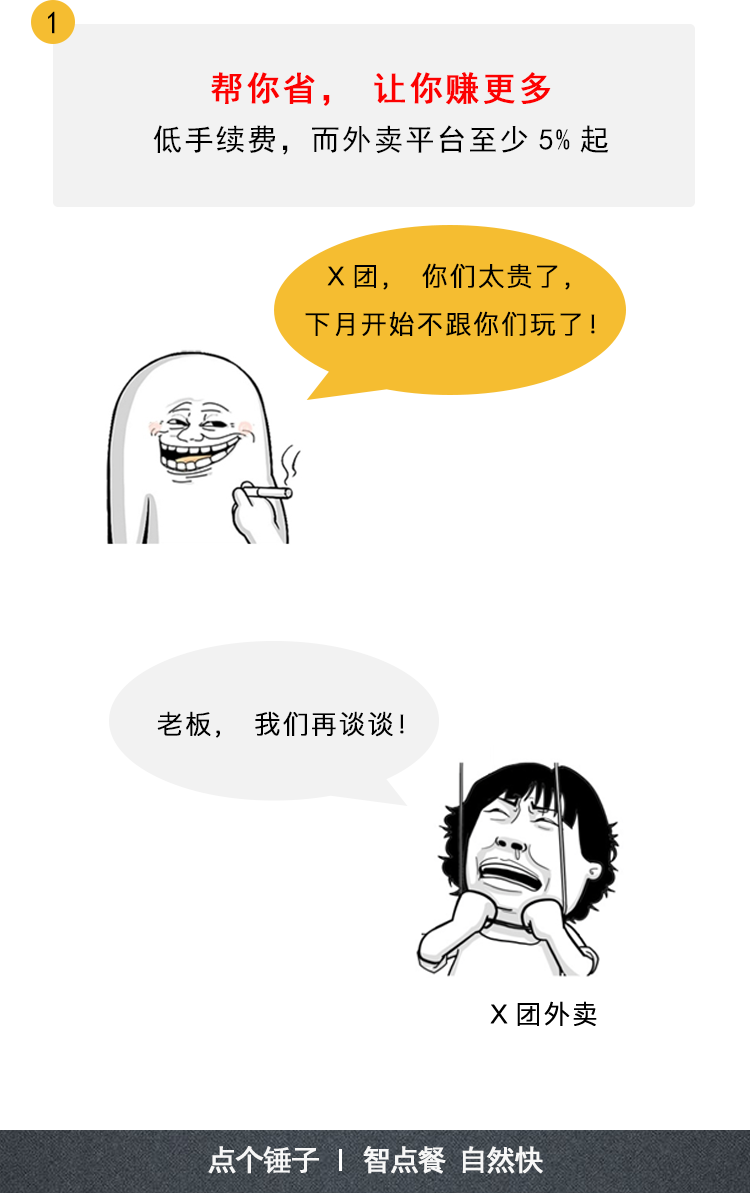 1
帮你省， 让你赚更多
低手续费，而外卖平台至少 5% 起
X 团， 你们太贵了，
下月开始不跟你们玩了!
老板， 我们再谈谈!
X 团外卖
点个锤子 | 智点餐 自然快